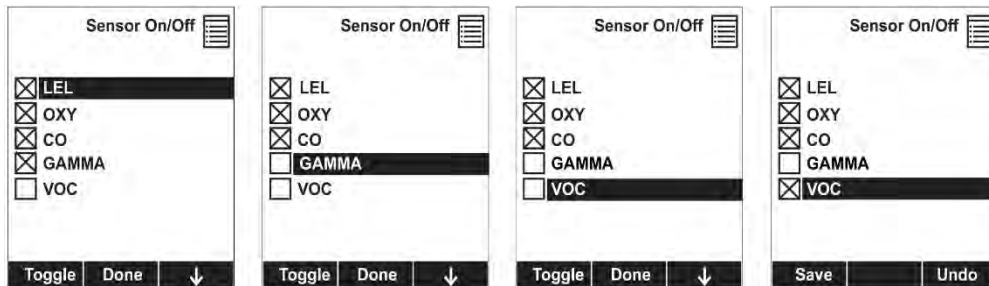 Sensor On/Off
LEL
OXY
CO
GAMMA
VOC
Toggle Done ↓
Sensor On/Off
LEL
OXY
CO
GAMMA
VOC
Toggle Done ↓
Sensor On/Off
LEL
OXY
CO
GAMMA
VOC
Toggle Done ↓
Sensor On/Off
LEL
OXY
CO
GAMMA
VOC
Save Undo